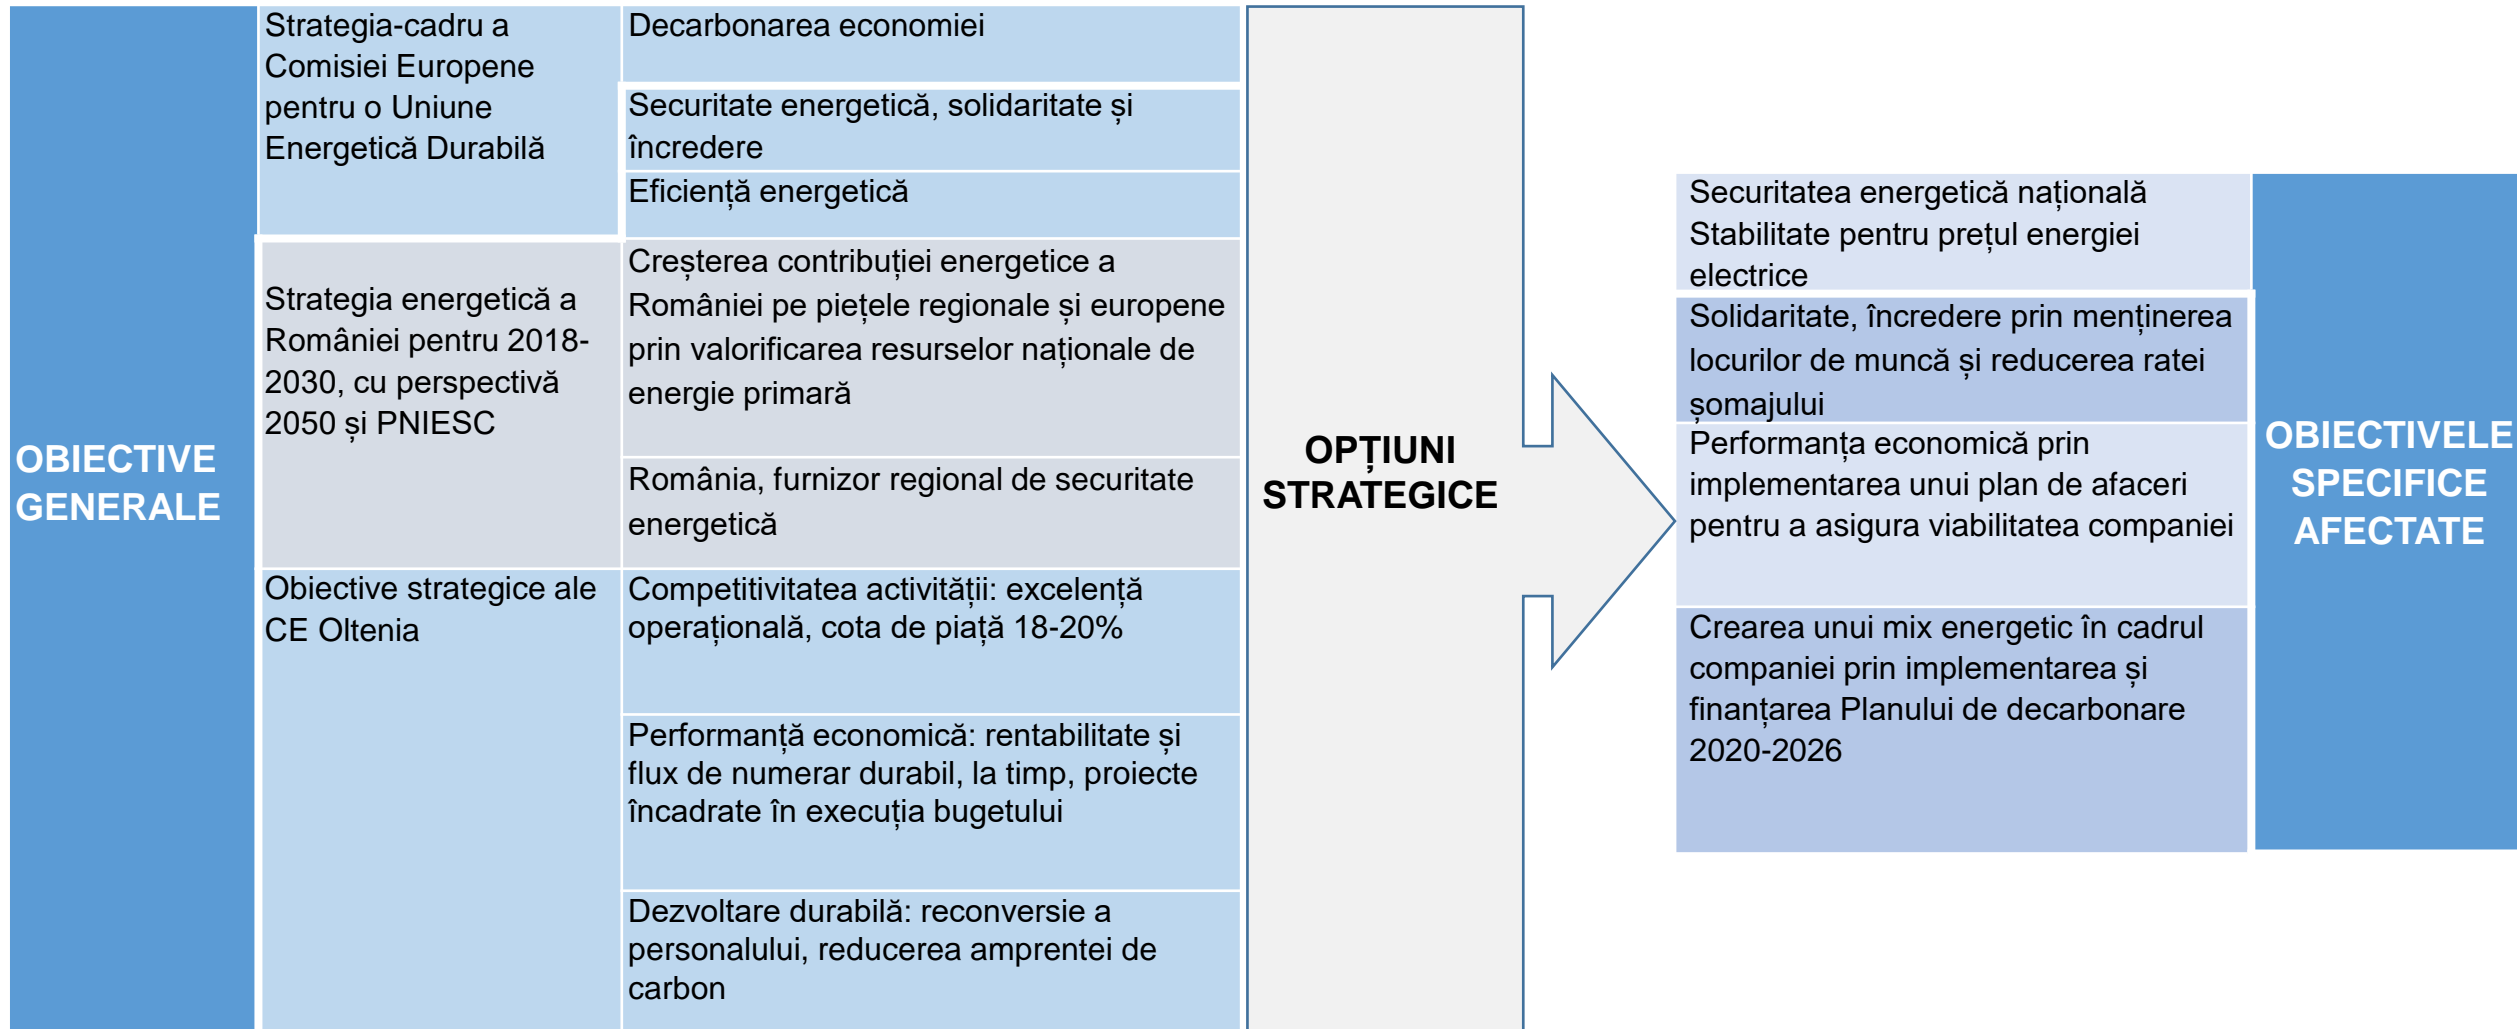 OBIECTIVE
GENERALE
Strategia-cadru a
Comisiei Europene
pentru o Uniune
Energetică Durabilă
Decarbonarea economiei
Securitate energetică, solidaritate și
încredere
Eficiență energetică
Strategia energetică a
României pentru 2018-
2030, cu perspectivă
2050 și PNIESC
Creșterea contribuției energetice a
României pe piețele regionale și europene
prin valorificarea resurselor naționale de
energie primară
România, furnizor regional de securitate
energetică
Obiective strategice ale
CE Oltenia
Competitivitatea activității: excelență
operațională, cota de piață 18-20%
Performanță economică: rentabilitate și
flux de numerar durabil, la timp, proiecte
încadrate în execuția bugetului
Dezvoltare durabilă: reconversie a
personalului, reducerea amprentei de
carbon
OPȚIUNI
STRATEGICE
Securitatea energetică națională
Stabilitate pentru prețul energiei
electrice
Solidaritate, încredere prin menținerea
locurilor de muncă și reducerea ratei
șomajului
Performanța economică prin
implementarea unui plan de afaceri
pentru a asigura viabilitatea companiei
Crearea unui mix energetic în cadrul
companiei prin implementarea și
finanțarea Planului de decarbonare
2020-2026
OBIECTIVELE
SPECIFICE
AFECTATE